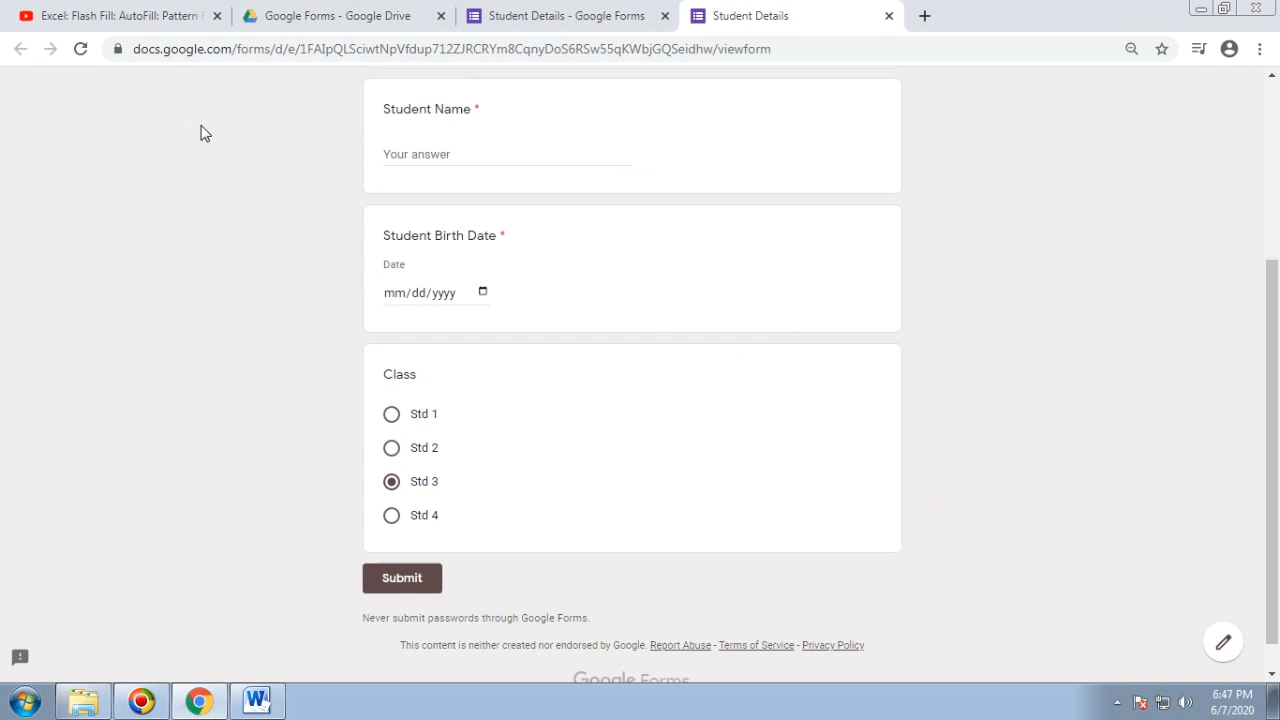 Excel: Flash Fill: AutoFill: Pattern F
Google Forms - Google Drive
Student Details - Google Forms
Student Details
docs.google.com/forms/d/e/1FAIpQLSciwtNpVfdup712ZJRCRYm8CqnyDoS6RSw55qKWbjGQSeidhw/viewform
Student Name *
Your answer
Student Birth Date *
Date
mm/dd/yyyy
Class
Std 1
Std 2
Std 3
Std 4
Submit
Never submit passwords through Google Forms.
This content is neither created nor endorsed by Google. Report Abuse - Terms of Service - Privacy Policy
Google Forms
6:47 PM
6/7/2020